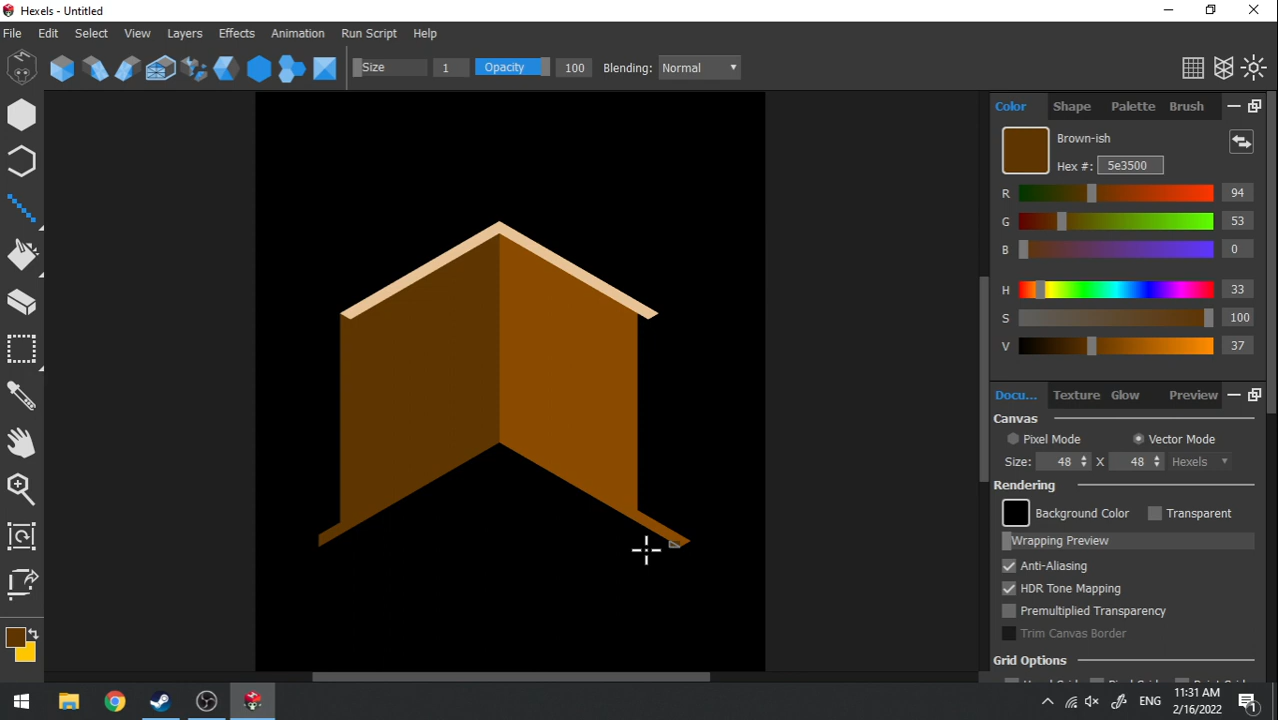 Hexels - Untitled
File Edit Select View Layers Effects Animation Run Script Help
Size 1 Opacity 100 Blending: Normal
Color Shape Palette Brush
Brown-ish
Hex #: 5e3500
R 94
G 53
B 0
H 33
S 100
V 37
Docu... Texture Glow Preview
Canvas
Pixel Mode Vector Mode
Size: 48 X 48 Hexels
Rendering
Background Color Transparent
Wrapping Preview
Anti-Aliasing
HDR Tone Mapping
Premultiplied Transparency
Trim Canvas Border
Grid Options
ENG
11:31 AM
2/16/2022
1